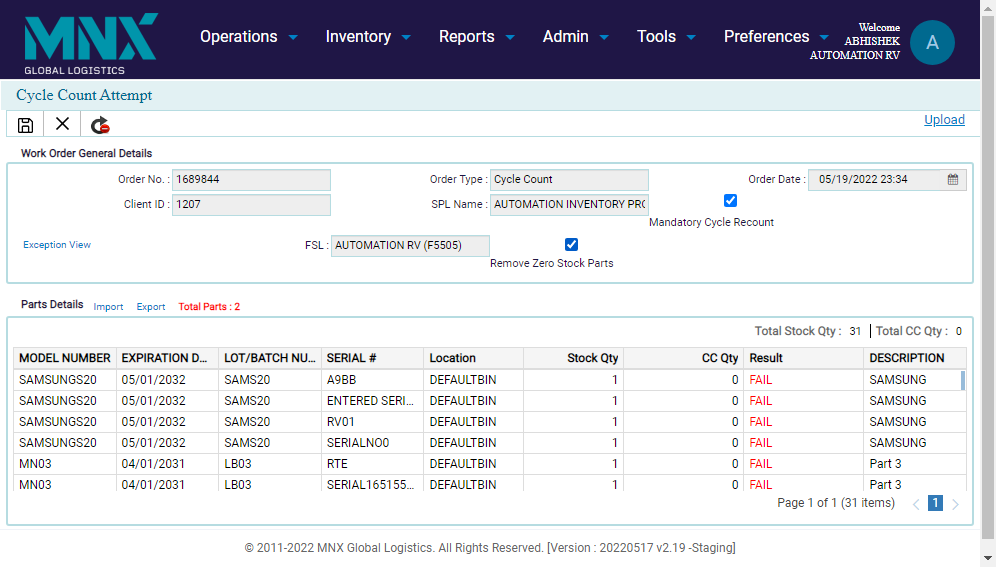 MNX
GLOBAL LOGISTICS
Operations Inventory Reports Admin Tools Preferences
Welcome
ABHISHEK
AUTOMATION RV
A
Cycle Count Attempt
Upload
Work Order General Details
Order No. : 1689844 Order Type : Cycle Count Order Date : 05/19/2022 23:34
Client ID : 1207 SPL Name : AUTOMATION INVENTORY PRO
Mandatory Cycle Recount
Exception View FSL : AUTOMATION RV (F5505)
Remove Zero Stock Parts
Parts Details Import Export Total Parts : 2
Total Stock Qty : 31 Total CC Qty : 0
MODEL NUMBER EXPIRATION D... LOT/BATCH NU... SERIAL # Location Stock Qty CC Qty Result DESCRIPTION
SAMSUNGS20 05/01/2032 SAMS20 A9BB DEFAULTBIN 1 0 FAIL SAMSUNG
SAMSUNGS20 05/01/2032 SAMS20 ENTERED SERI... DEFAULTBIN 1 0 FAIL SAMSUNG
SAMSUNGS20 05/01/2032 SAMS20 RV01 DEFAULTBIN 1 0 FAIL SAMSUNG
SAMSUNGS20 05/01/2032 SAMS20 SERIALNO0 DEFAULTBIN 1 0 FAIL SAMSUNG
MN03 04/01/2031 LB03 RTE DEFAULTBIN 1 0 FAIL Part 3
MN03 04/01/2031 LB03 SERIAL165155... DEFAULTBIN 1 0 FAIL Part 3
Page 1 of 1 (31 items) 1
© 2011-2022 MNX Global Logistics. All Rights Reserved. [Version : 20220517 v2.19 -Staging]